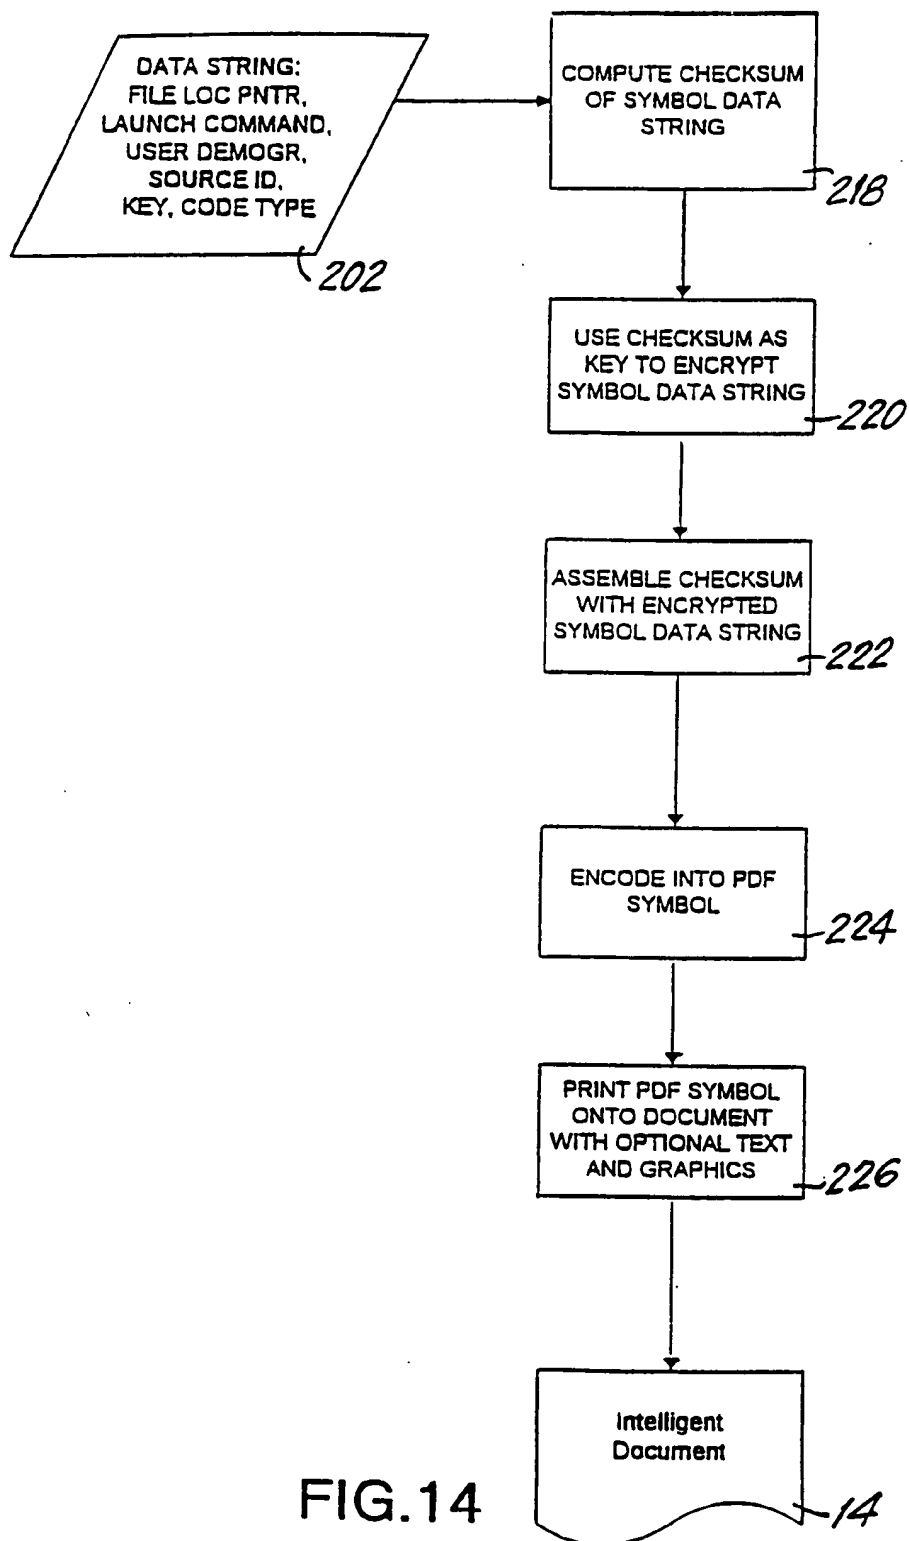 DATA STRING:
FILE LOC PNTR,
LAUNCH COMMAND,
USER DEMOGR,
SOURCE ID,
KEY, CODE TYPE
202
COMPUTE CHECKSUM
OF SYMBOL DATA
STRING
218
USE CHECKSUM AS
KEY TO ENCRYPT
SYMBOL DATA STRING
220
ASSEMBLE CHECKSUM
WITH ENCRYPTED
SYMBOL DATA STRING
222
ENCODE INTO PDF
SYMBOL
224
PRINT PDF SYMBOL
ONTO DOCUMENT
WITH OPTIONAL TEXT
AND GRAPHICS
226
Intelligent
Document
14
FIG.14